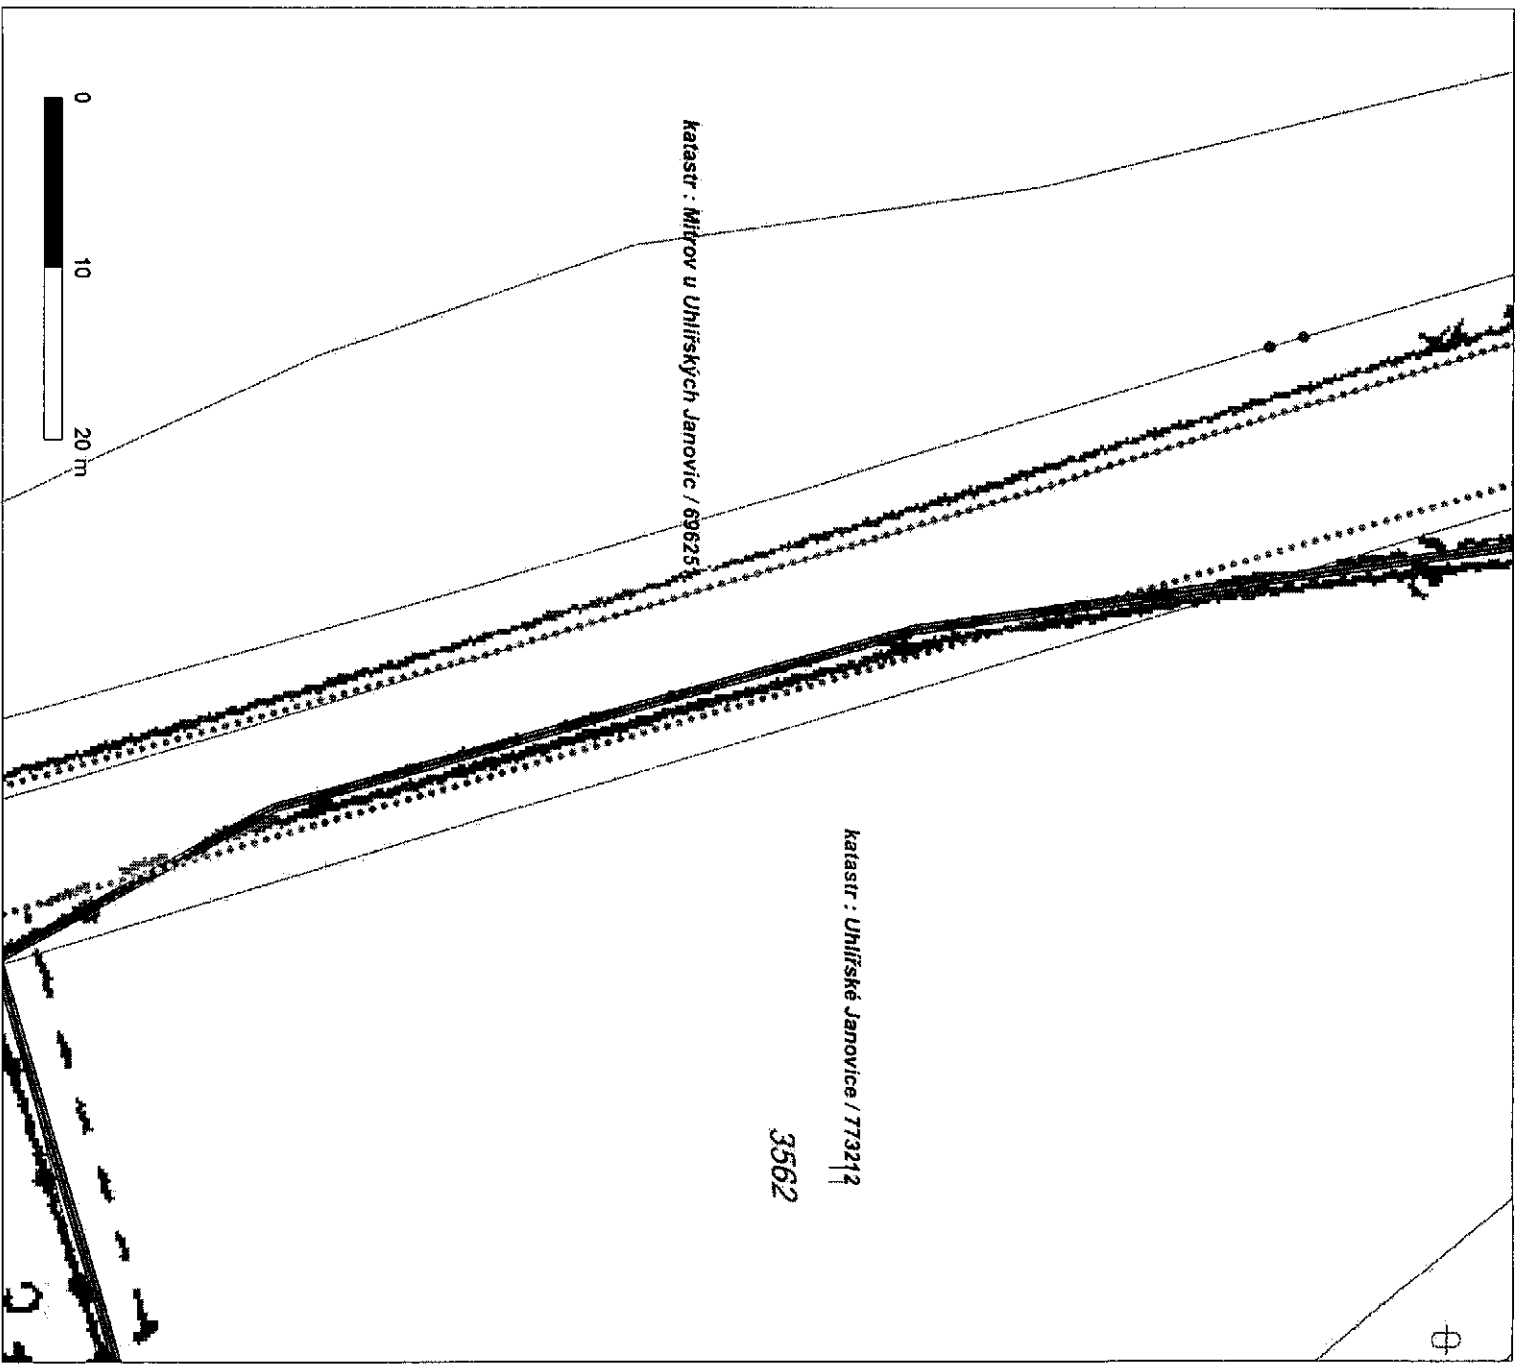 katastr : Mitrov u Uhlířských Janovic / 69625
katastr : Uhlířské Janovice / 773212
3562
0
10
20 m